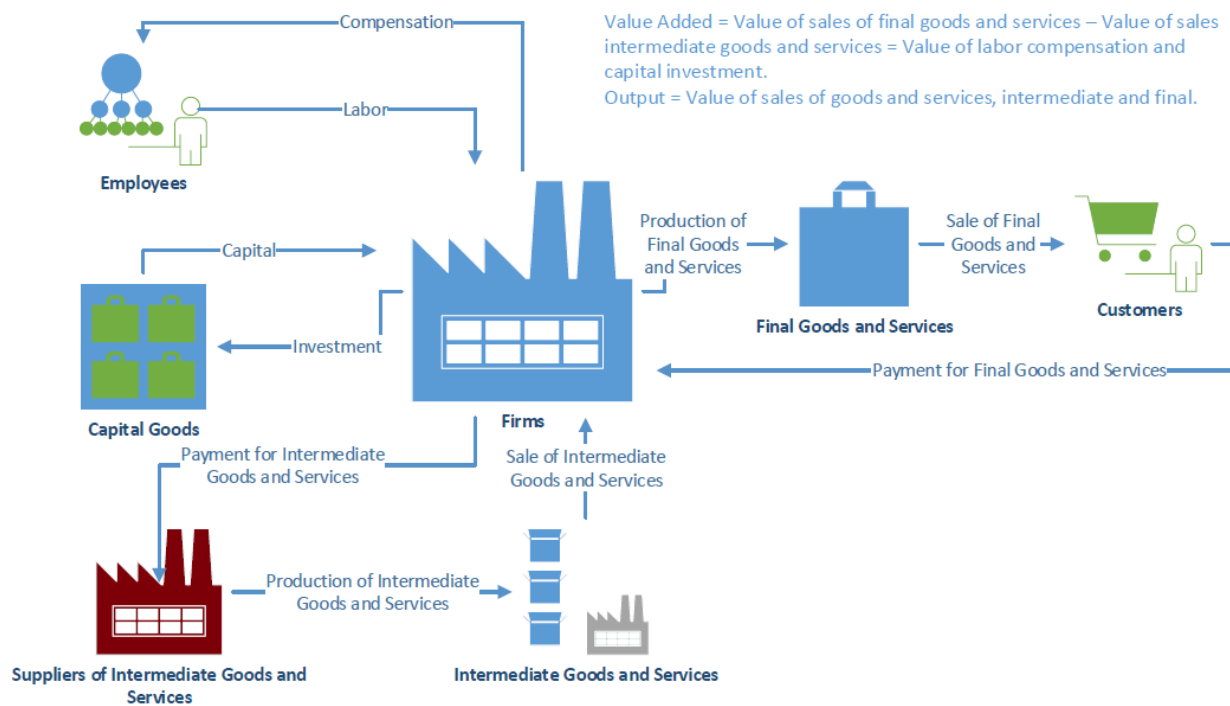 Compensation
Value Added = Value of sales of final goods and services – Value of sales
intermediate goods and services = Value of labor compensation and
capital investment.
Output = Value of sales of goods and services, intermediate and final.
Labor
Employees
Production of
Final Goods
and Services
Sale of Final
Goods and
Services
Capital
Investment
Final Goods and Services
Customers
Payment for Final Goods and Services
Capital Goods
Firms
Payment for Intermediate
Goods and Services
Sale of Intermediate
Goods and Services
Production of Intermediate
Goods and Services
Suppliers of Intermediate Goods and
Services
Intermediate Goods and Services